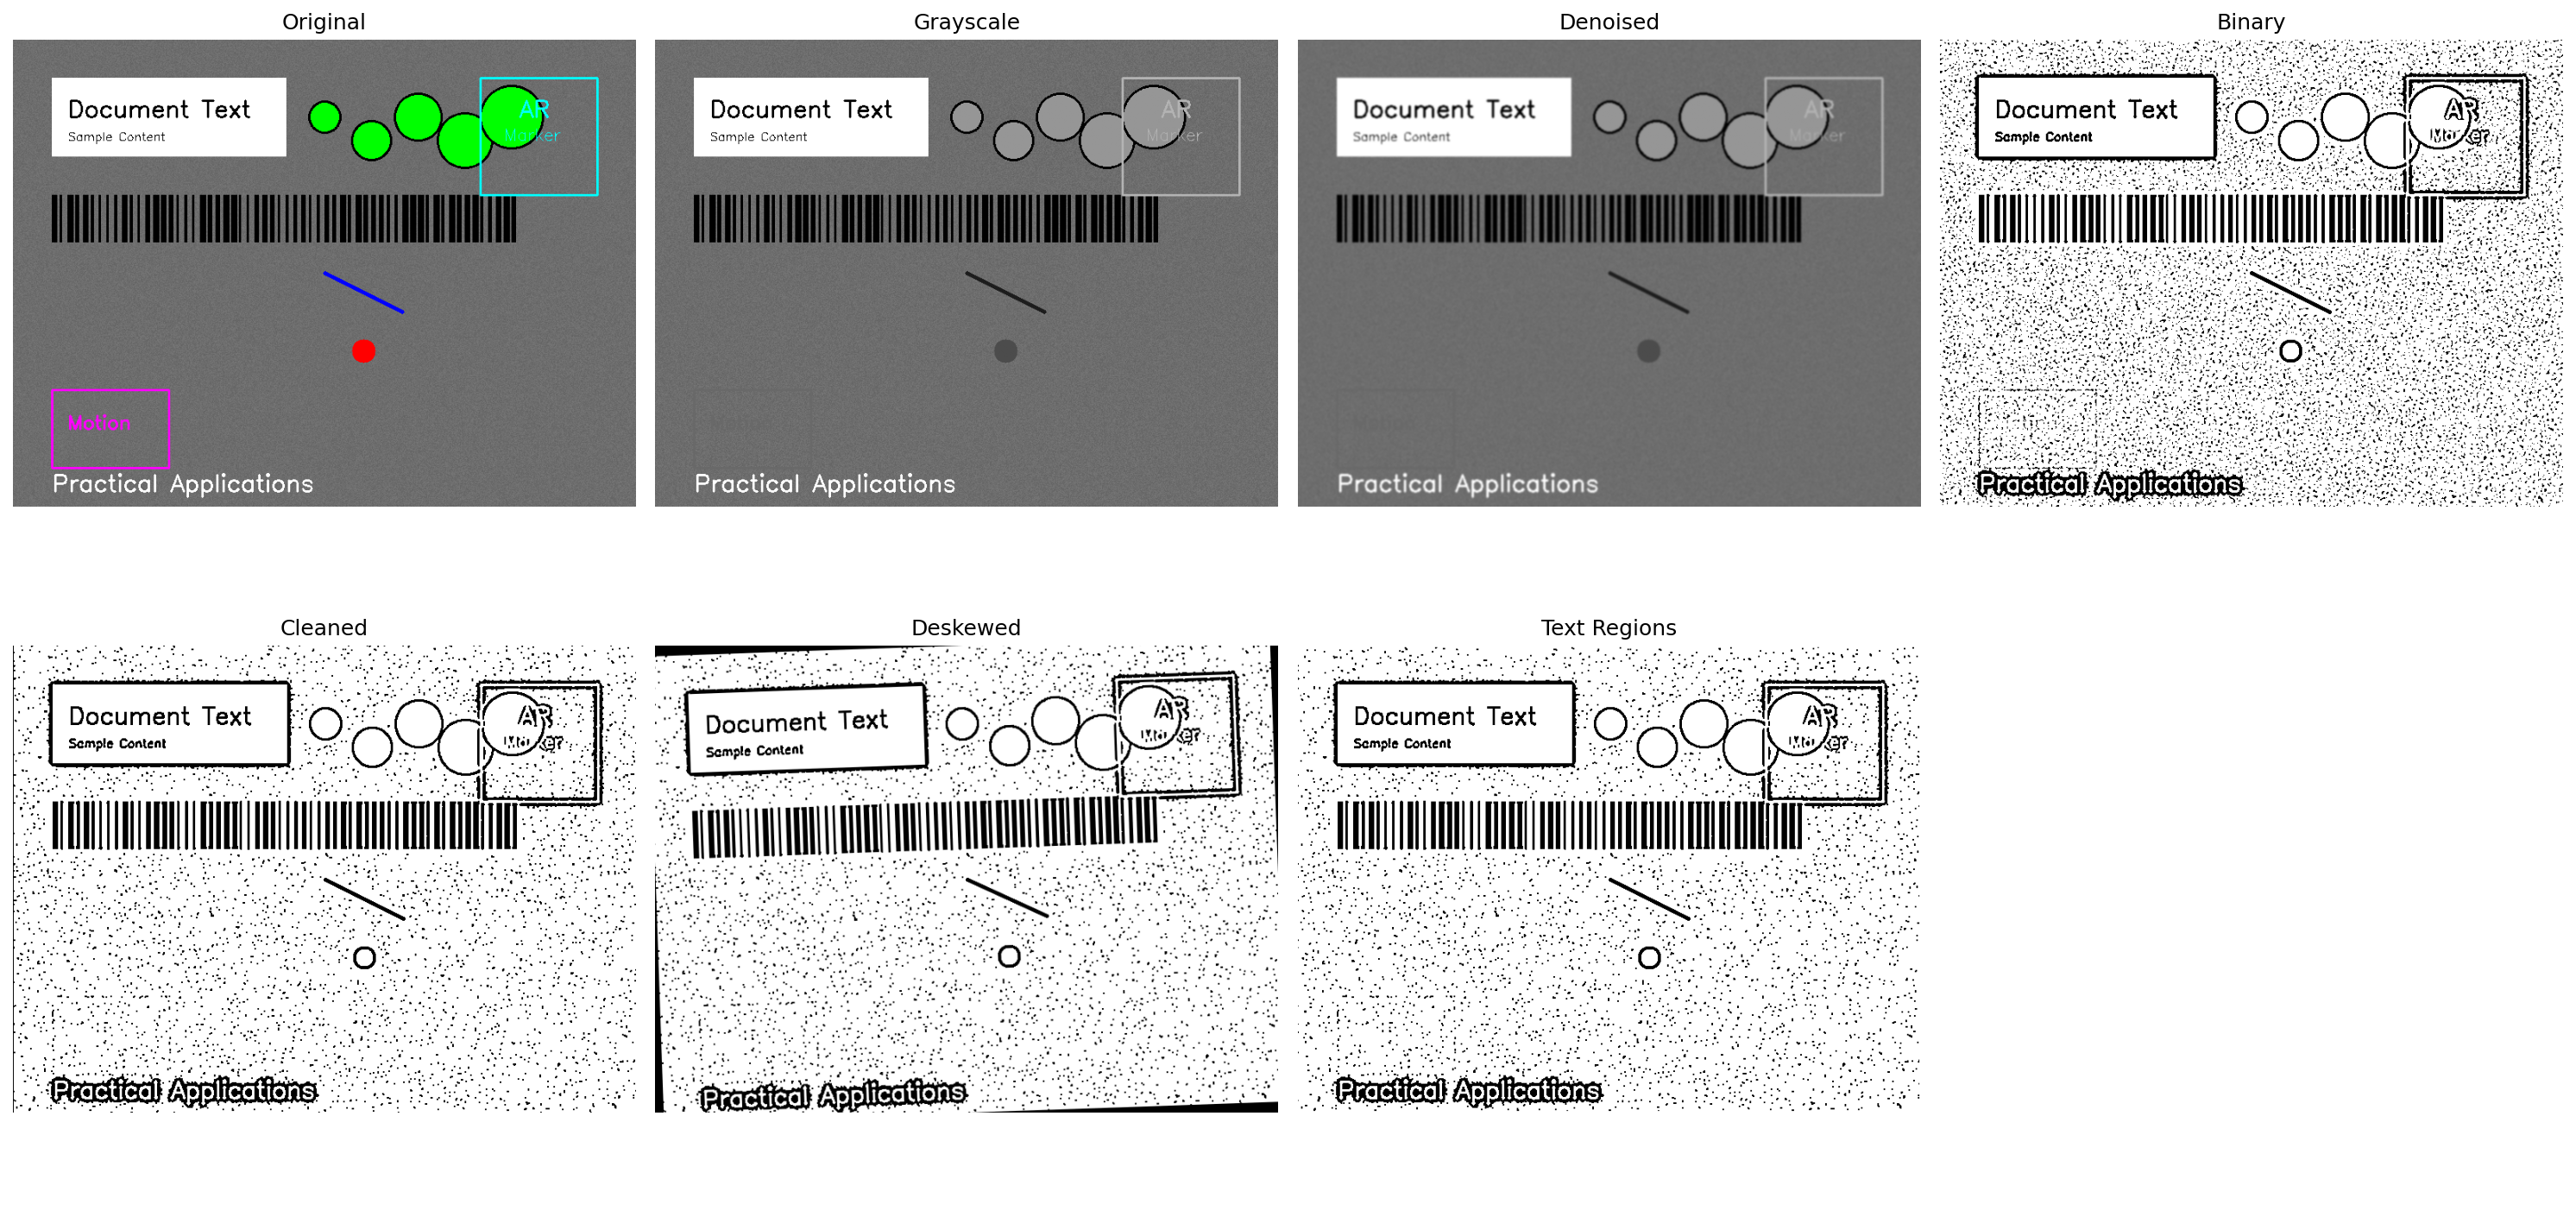 Original
Document Text
Sample Content
AR
Marker
Motion
Practical Applications
Grayscale
Document Text
Sample Content
AR
Marker
Practical Applications
Denoised
Document Text
Sample Content
AR
Marker
Practical Applications
Binary
Document Text
Sample Content
AR
Marker
Practical Applications
Cleaned
Document Text
Sample Content
AR
Marker
Practical Applications
Deskewed
Document Text
Sample Content
AR
Marker
Practical Applications
Text Regions
Document Text
Sample Content
AR
Marker
Practical Applications